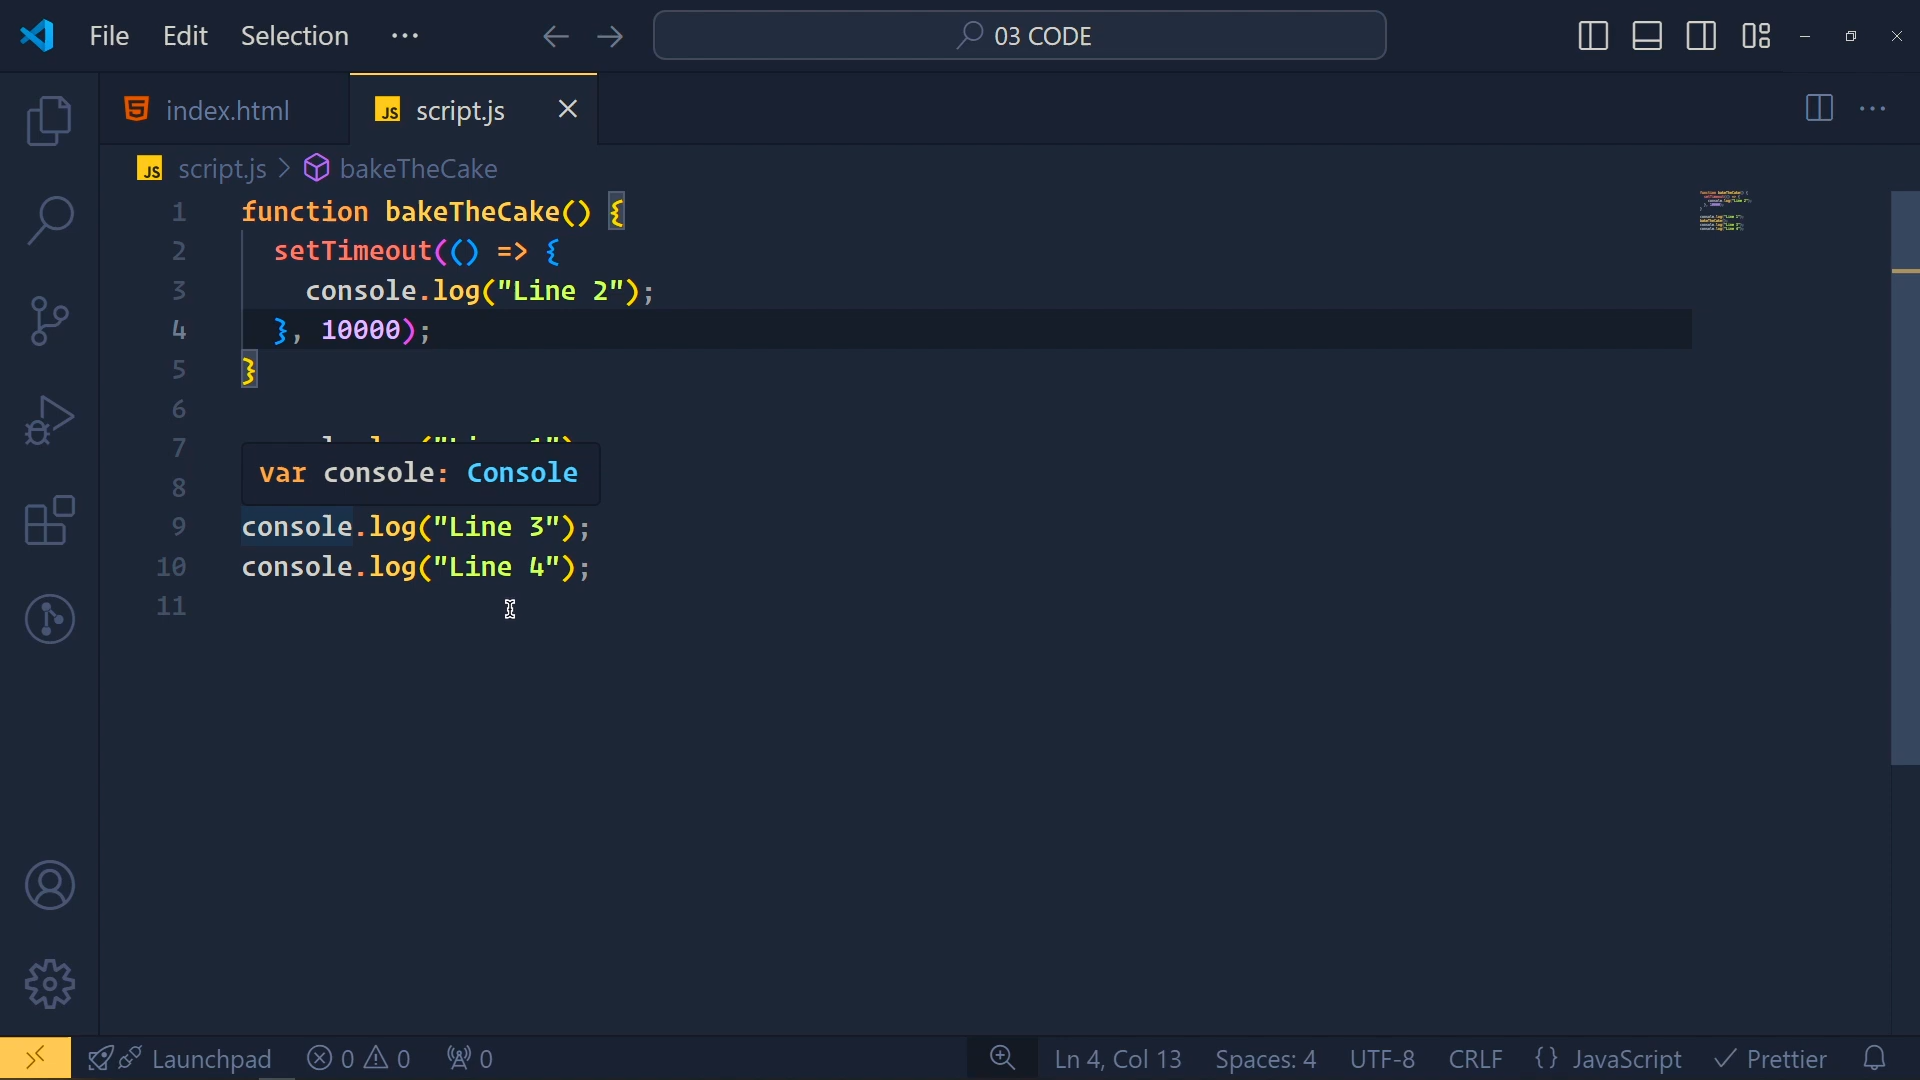 File Edit Selection ··· 03 CODE
index.html JS script.js
JS script.js > bakeTheCake
1 function bakeTheCake() {
2 setTimeout(() => {
3 console.log("Line 2");
4 }, 10000);
5 }
6
7
var console: Console
8
9 console.log("Line 3");
10 console.log("Line 4");
11
Launchpad 0 0 0 Ln 4, Col 13 Spaces: 4 UTF-8 CRLF {} JavaScript Prettier